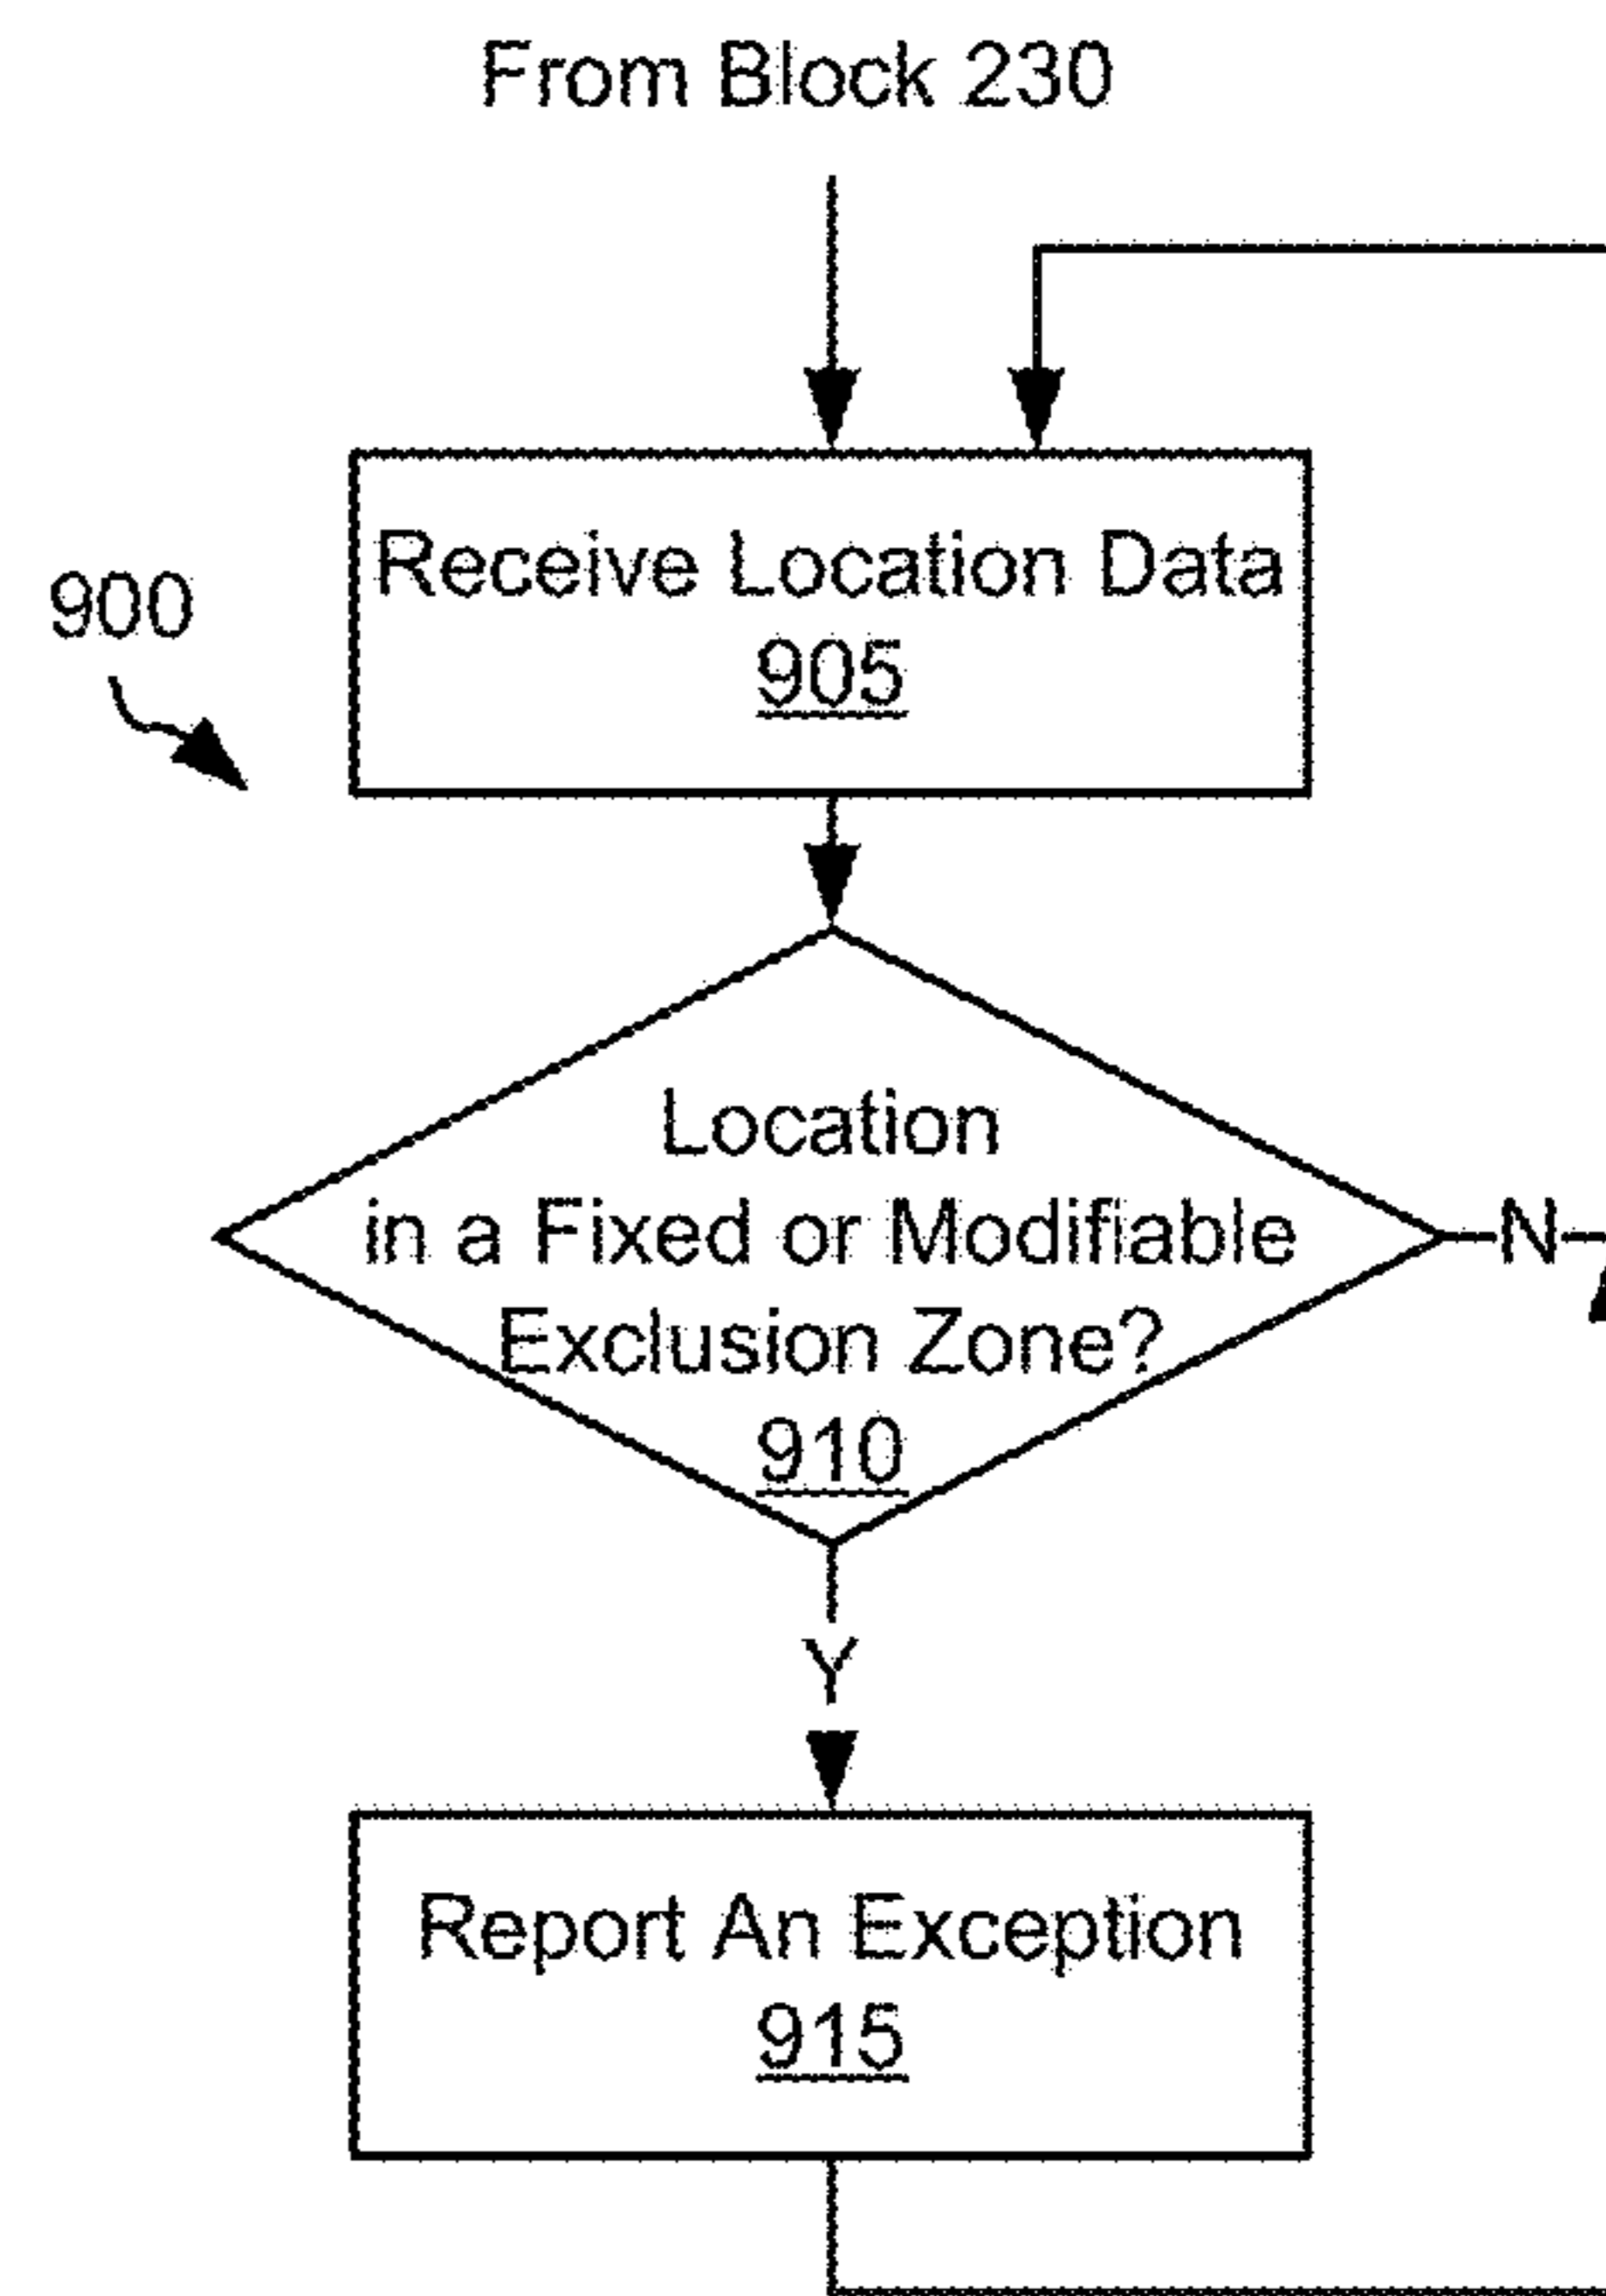 From Block 230
900
Receive Location Data
905
Location
in a Fixed or Modifiable
Exclusion Zone?
910
N
Y
Report An Exception
915